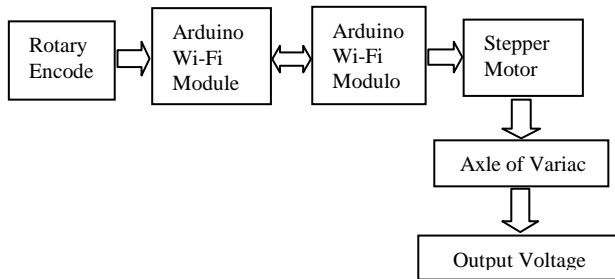 Rotary
Encode
Arduino
Wi-Fi
Module
Arduino
Wi-Fi
Modulo
Stepper
Motor
Axle of Variac
Output Voltage